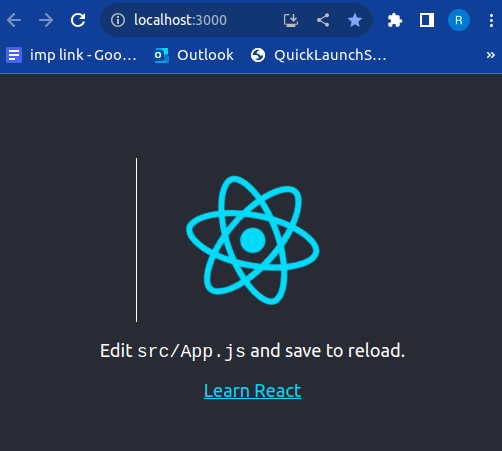 localhost:3000
R
imp link - Goo... Outlook QuickLaunchS... »
Edit src/App.js and save to reload.
Learn React